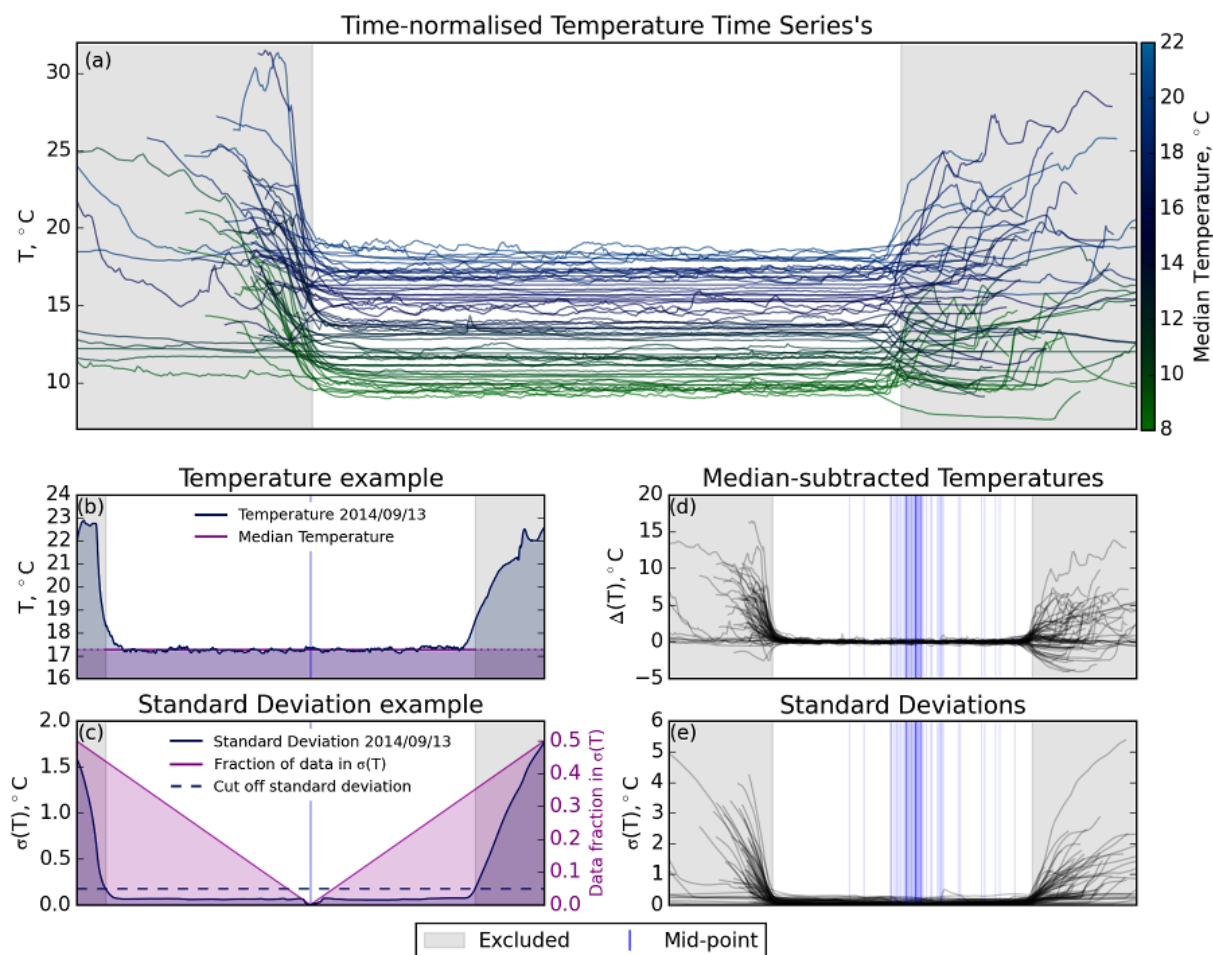 Time-normalised Temperature Time Series's
(a)
T, °C
30
25
20
15
10
22
20
18
16
14
12
10
8
Median Temperature, °C
Temperature example
(b)
T, °C
24
23
22
21
20
19
18
17
16
Temperature 2014/09/13
Median Temperature
Median-subtracted Temperatures
(d)
Δ(T), °C
20
15
10
5
0
−5
Standard Deviation example
(c)
σ(T), °C
2.0
1.5
1.0
0.5
0.0
Standard Deviation 2014/09/13
Fraction of data in σ(T)
Cut off standard deviation
0.5
0.4
0.3
0.2
0.1
0.0
Data fraction in σ(T)
Standard Deviations
(e)
σ(T), °C
6
5
4
3
2
1
0
Excluded
Mid-point